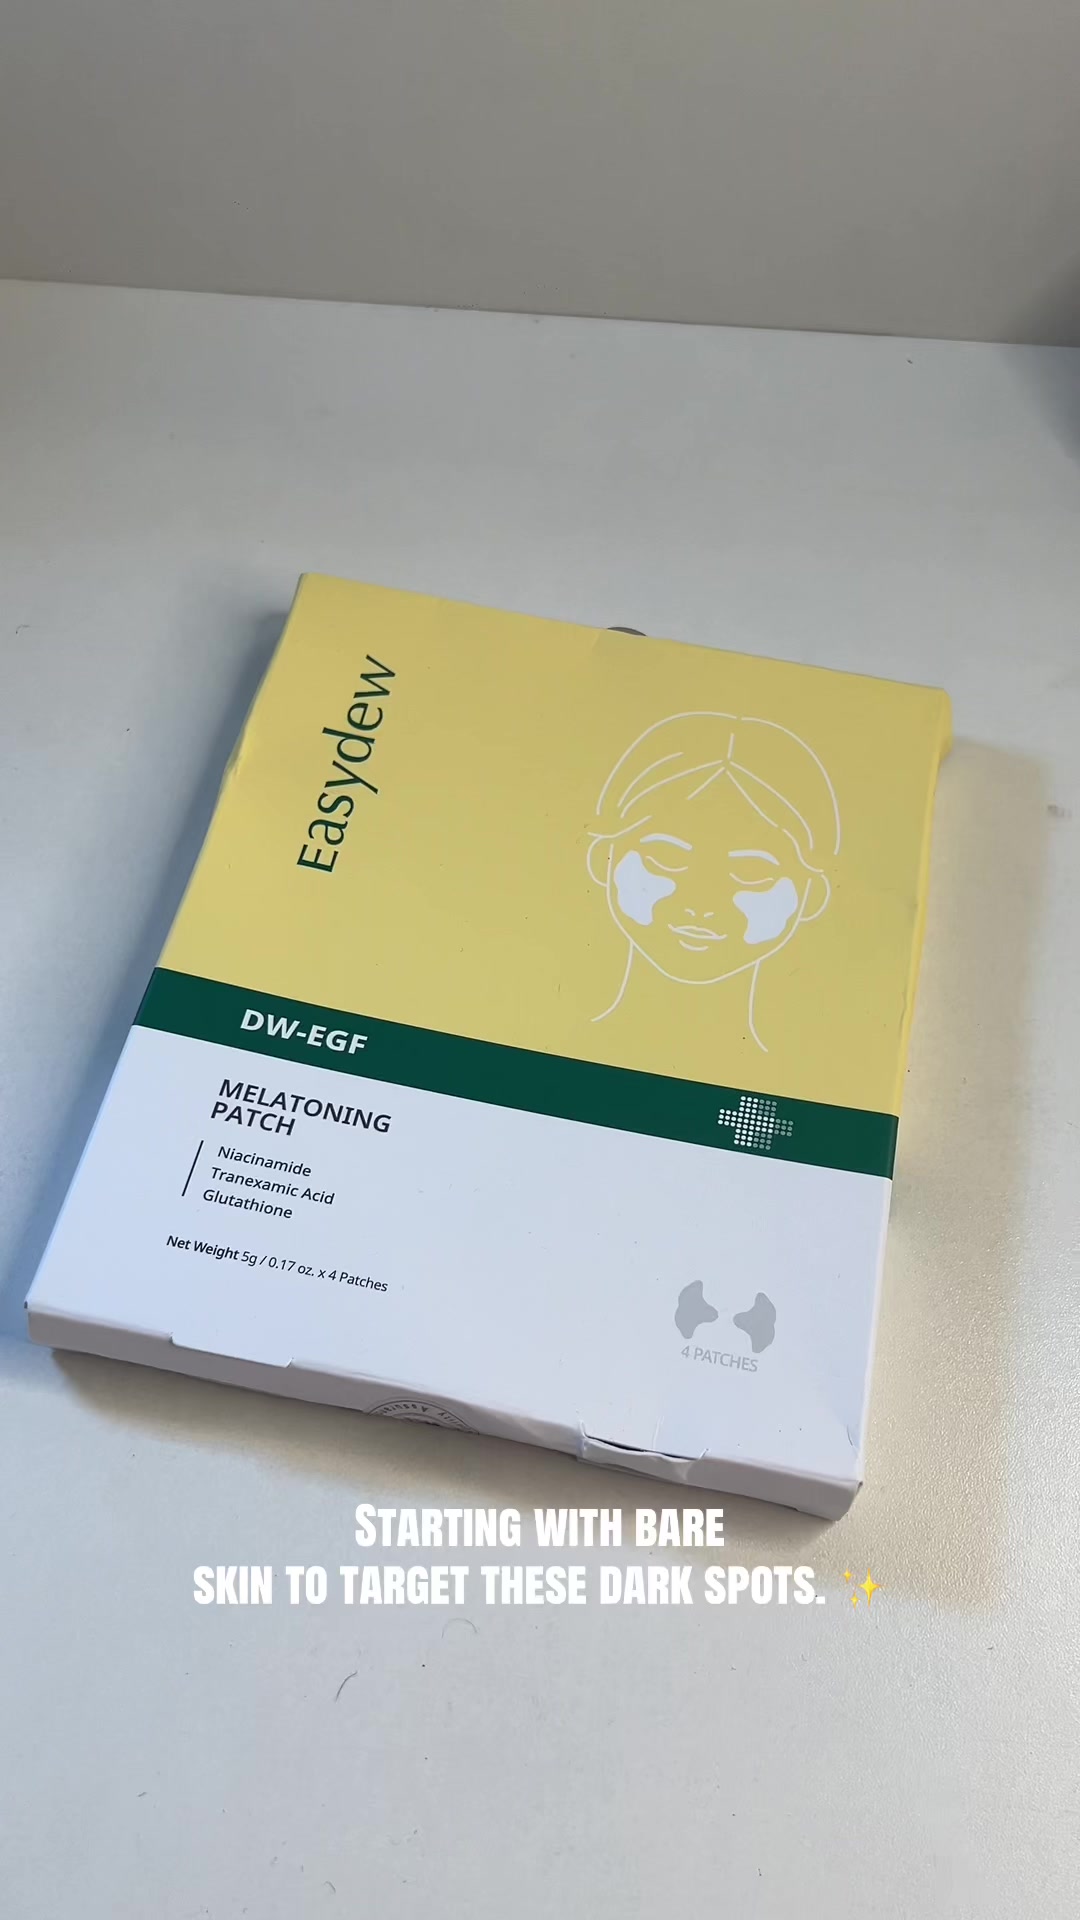 Easydew
DW-EGF
MELATONING
PATCH
Niacinamide
Tranexamic Acid
Glutathione
Net Weight 5g / 0.17 oz. x 4 Patches
4 PATCHES
STARTING WITH BARE
SKIN TO TARGET THESE DARK SPOTS. ✨